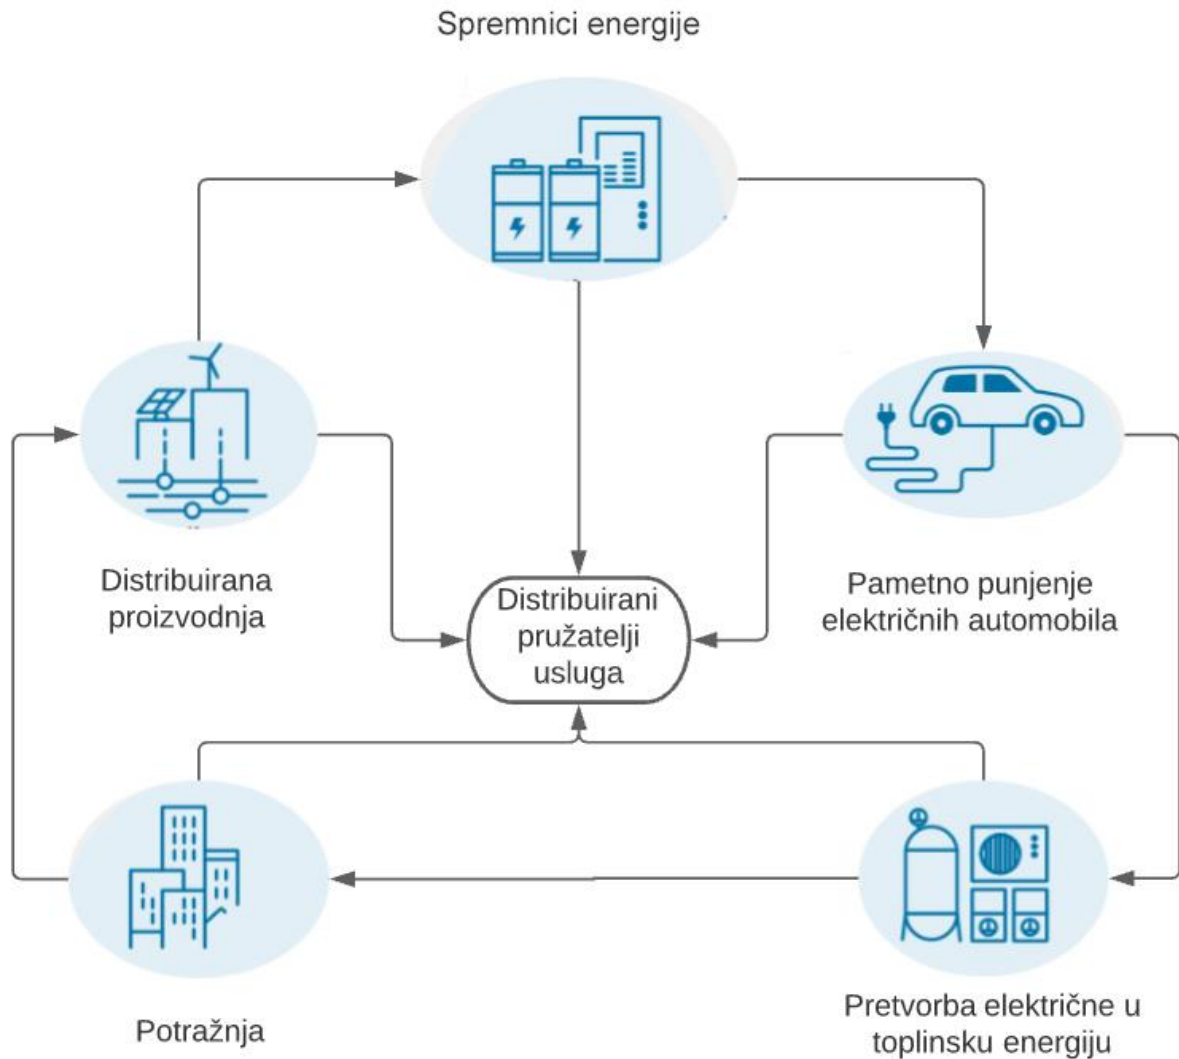 Spremnici energije
Distribuirana
proizvodnja
Distribuirani
pružatelji
usluga
Pametno punjenje
električnih automobila
Potražnja
Pretvorba električne u
toplinsku energiju